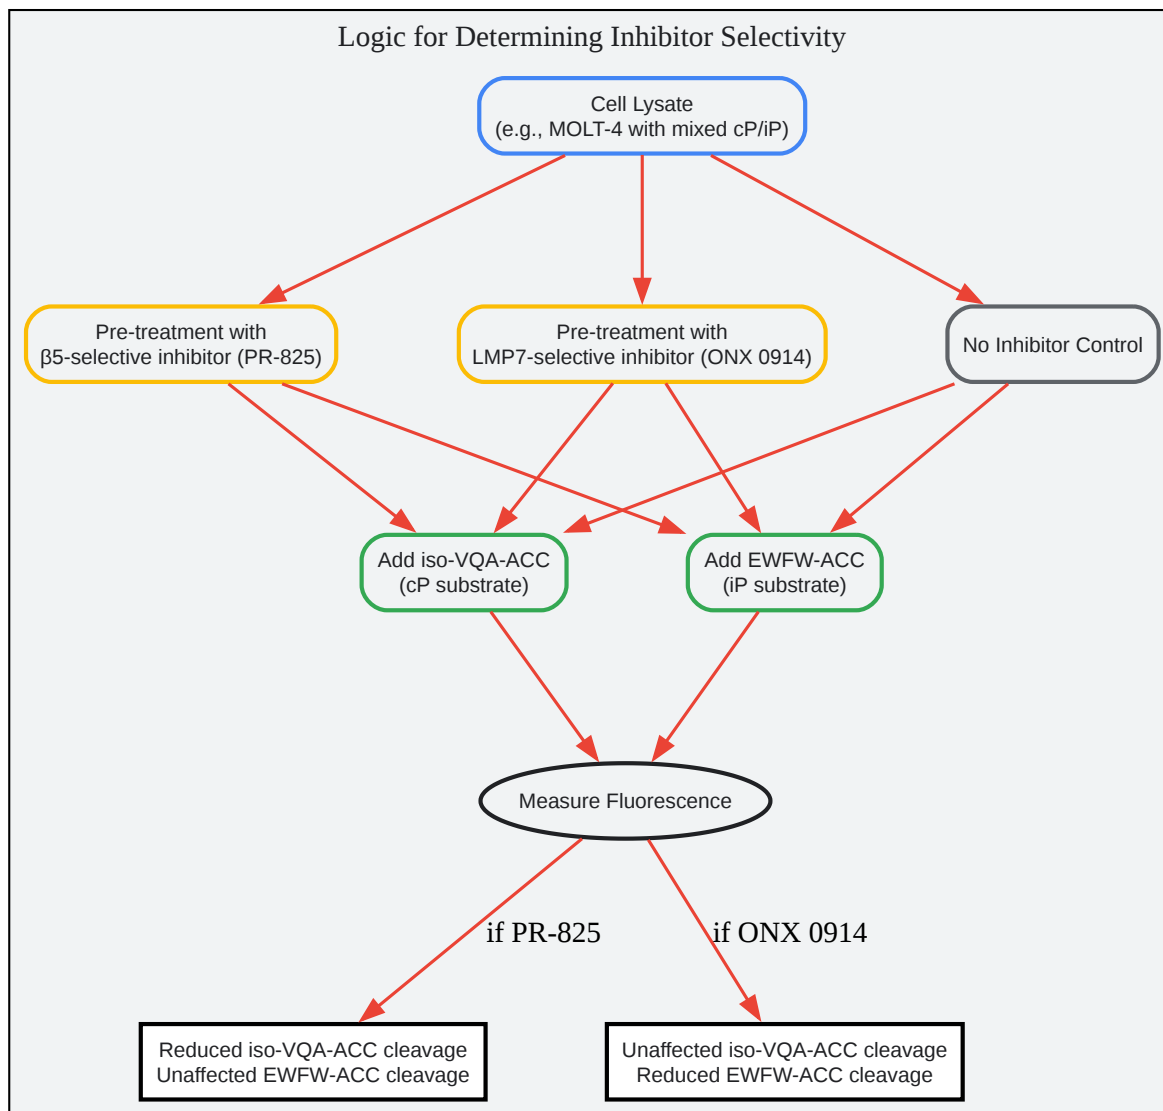 Logic for Determining Inhibitor Selectivity
Cell Lysate
(e.g., MOLT-4 with mixed cP/iP)
Pre-treatment with
β5-selective inhibitor (PR-825)
Pre-treatment with
LMP7-selective inhibitor (ONX 0914)
No Inhibitor Control
Add iso-VQA-ACC
(cP substrate)
Add EWFW-ACC
(iP substrate)
Measure Fluorescence
if PR-825
if ONX 0914
Reduced iso-VQA-ACC cleavage
Unaffected EWFW-ACC cleavage
Unaffected iso-VQA-ACC cleavage
Reduced EWFW-ACC cleavage